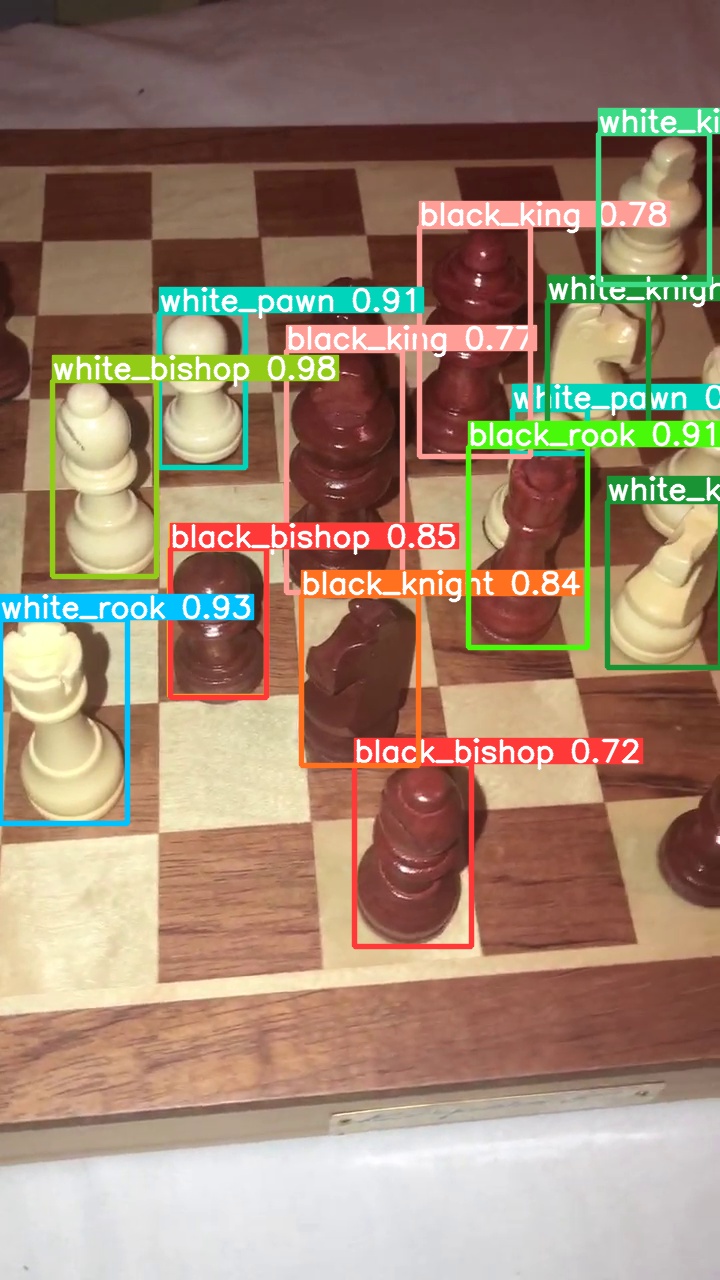 white_ki
black_king 0.78
white_knigh
white_pawn 0.91
black_king 0.77
white_bishop 0.98
white_pawn 0
black_rook 0.91
white_k
black_bishop 0.85
black_knight 0.84
white_rook 0.93
black_bishop 0.72